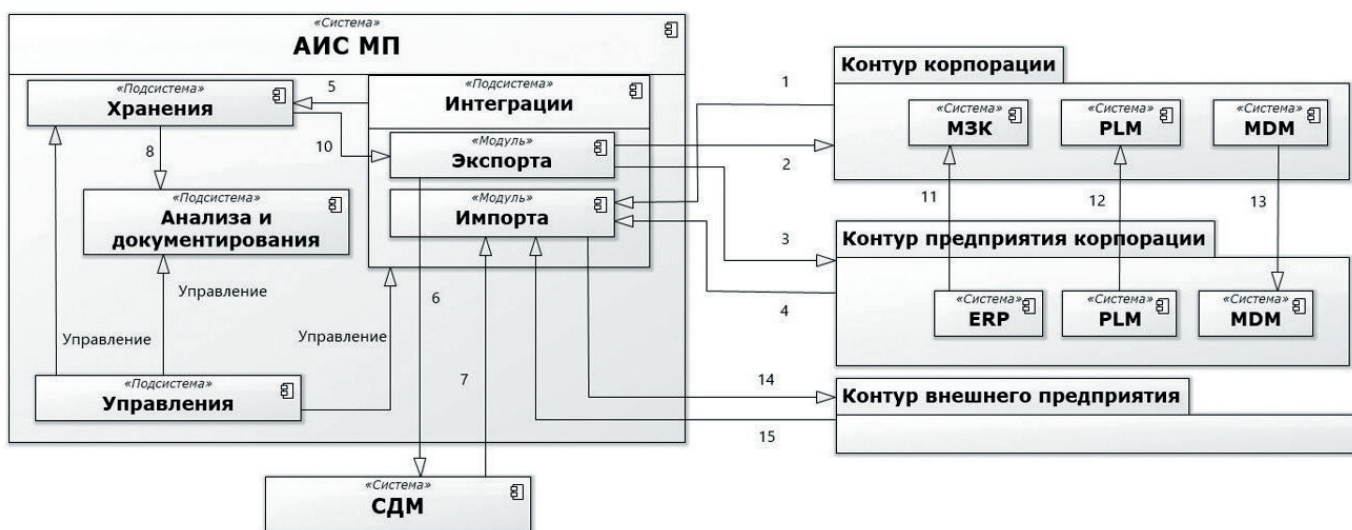 «Система»
АИС МП
«Подсистема»
Хранения
5
«Подсистема»
Интеграции
10
8
«Модуль»
Экспорта
«Модуль»
Импорта
«Подсистема»
Анализа и
документирования
Управление
Управление
Управление
6
7
«Подсистема»
Управления
«Система»
СДМ
1
2
3
4
14
15
Контур корпорации
«Система»
МЗК
«Система»
PLM
«Система»
MDM
11
12
13
Контур предприятия корпорации
«Система»
ERP
«Система»
PLM
«Система»
MDM
Контур внешнего предприятия